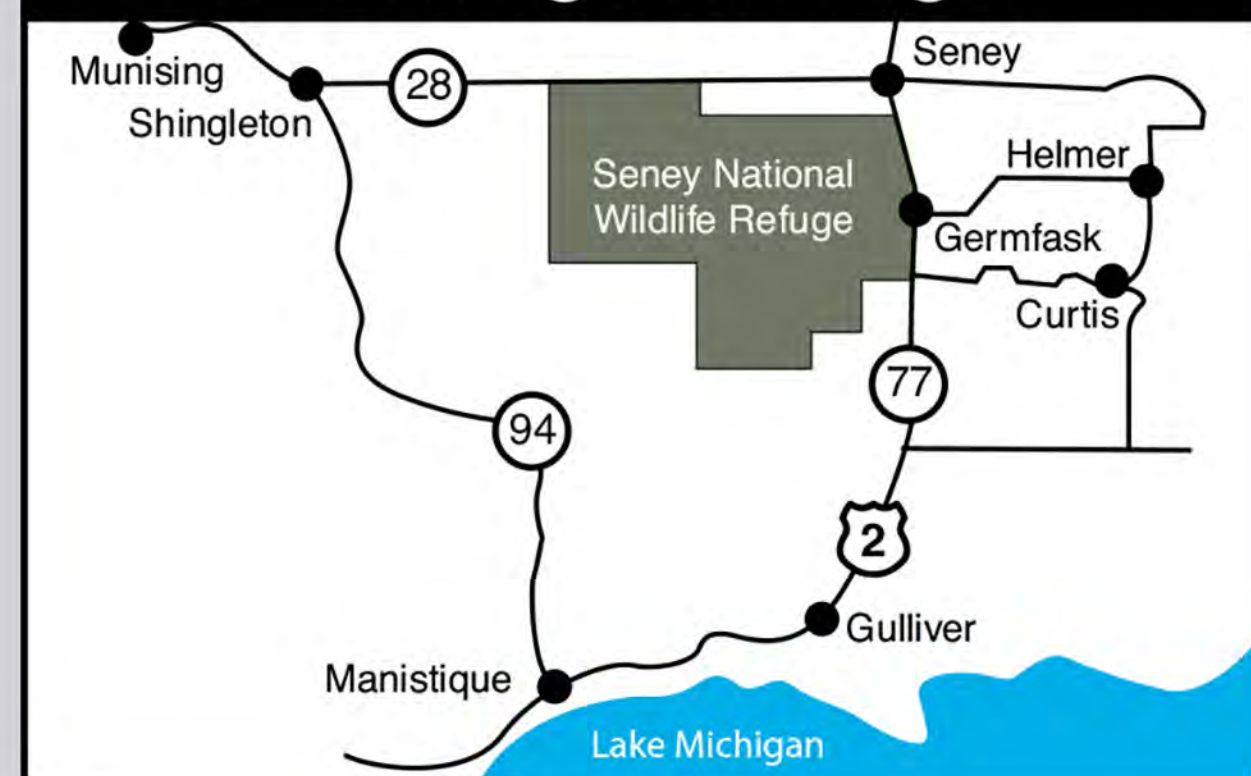 Munising
Shingleton
28
Seney
Seney National
Wildlife Refuge
Helmer
Germfask
Curtis
77
94
2
Gulliver
Manistique
Lake Michigan